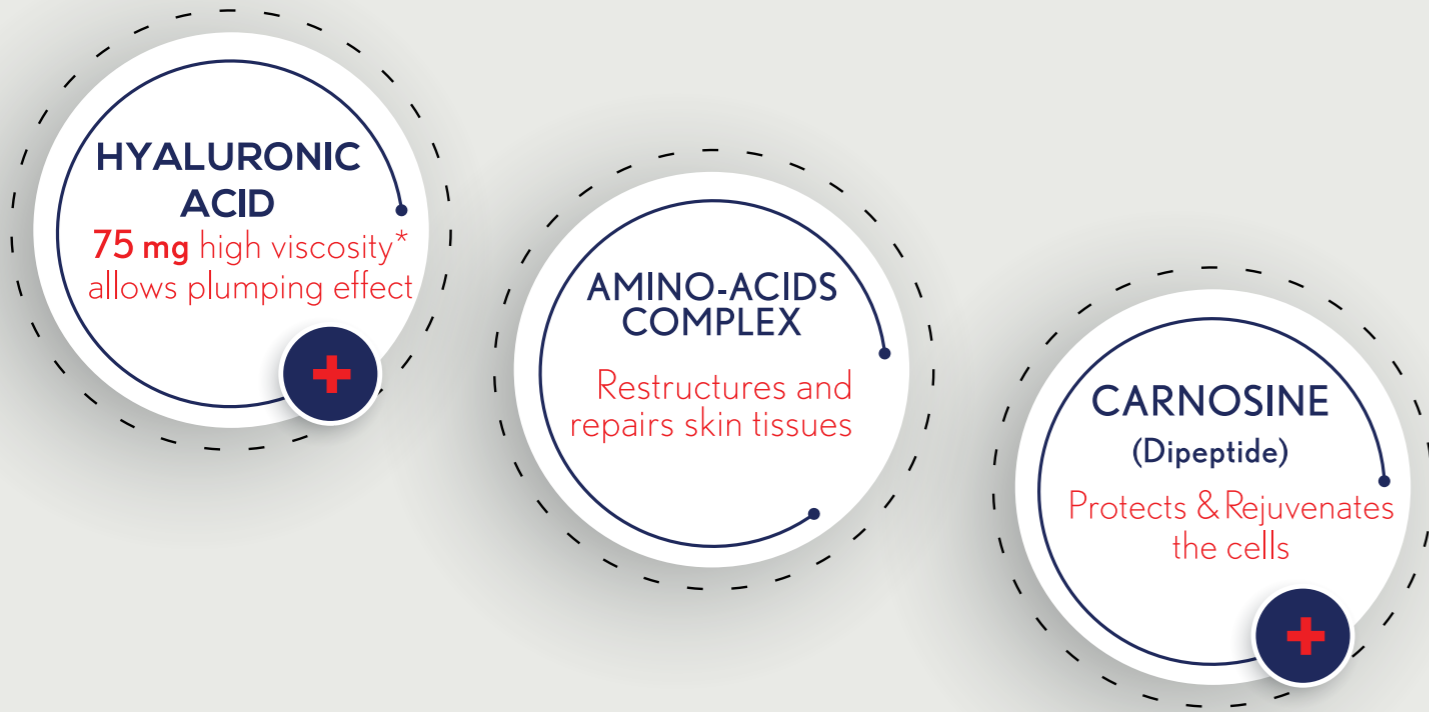 HYALURONIC
ACID
75 mg high viscosity*
allows plumping effect
AMINO-ACIDS
COMPLEX
Restructures and
repairs skin tissues
CARNOSINE
(Dipeptide)
Protects & Rejuvenates
the cells